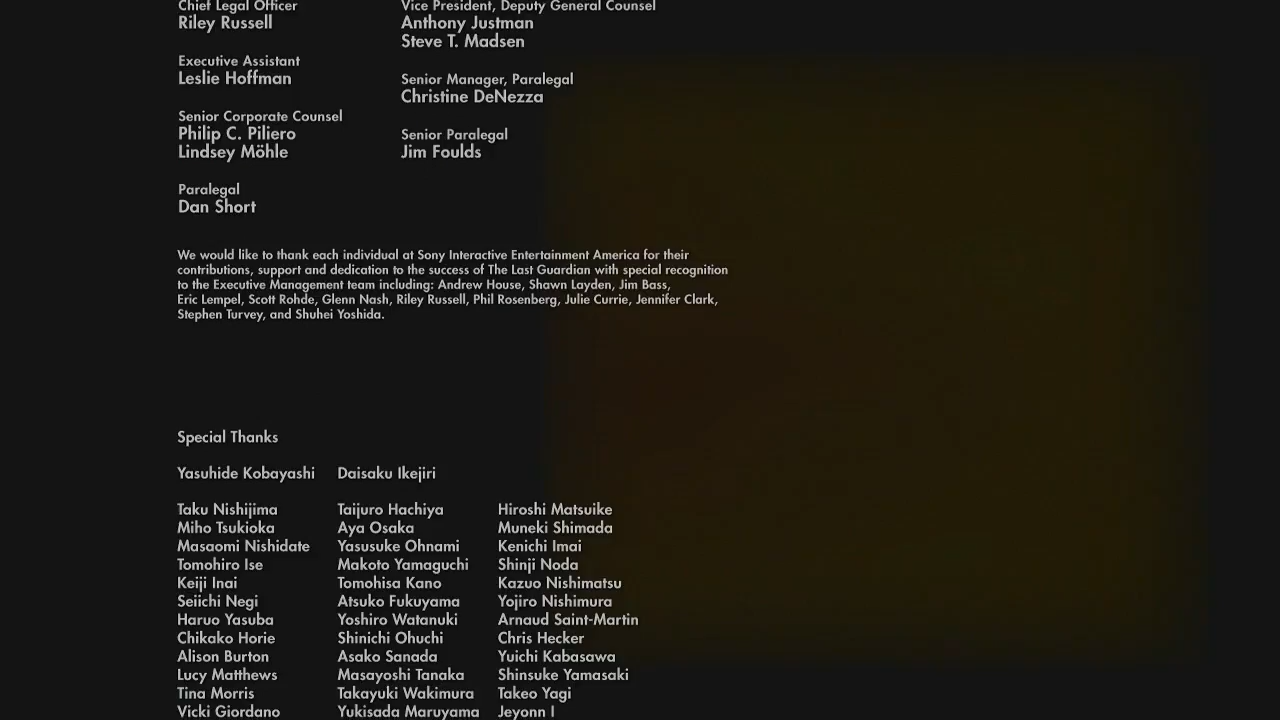 Chief Legal Officer
Riley Russell
Executive Assistant
Leslie Hoffman
Senior Corporate Counsel
Philip C. Piliero
Lindsey Möhle
Paralegal
Dan Short
Vice President, Deputy General Counsel
Anthony Justman
Steve T. Madsen
Senior Manager, Paralegal
Christine DeNezza
Senior Paralegal
Jim Foulds
We would like to thank each individual at Sony Interactive Entertainment America for their
contributions, support and dedication to the success of The Last Guardian with special recognition
to the Executive Management team including: Andrew House, Shawn Layden, Jim Bass,
Eric Lempel, Scott Rohde, Glenn Nash, Riley Russell, Phil Rosenberg, Julie Currie, Jennifer Clark,
Stephen Turvey, and Shuhei Yoshida.
Special Thanks
Yasuhide Kobayashi Daisaku Ikejiri
Taku Nishijima Taijuro Hachiya Hiroshi Matsuike
Miho Tsukioka Aya Osaka Muneki Shimada
Masaomi Nishidate Yasusuke Ohnami Kenichi Imai
Tomohiro Ise Makoto Yamaguchi Shinji Noda
Keiji Inai Tomohisa Kano Kazuo Nishimatsu
Seiichi Negi Atsuko Fukuyama Yojiro Nishimura
Haruo Yasuba Yoshiro Watanuki Arnaud Saint-Martin
Chikako Horie Shinichi Ohuchi Chris Hecker
Alison Burton Asako Sanada Yuichi Kabasawa
Lucy Matthews Masayoshi Tanaka Shinsuke Yamasaki
Tina Morris Takayuki Wakimura Takeo Yagi
Vicki Giordano Yukisada Maruyama Jeyonn I